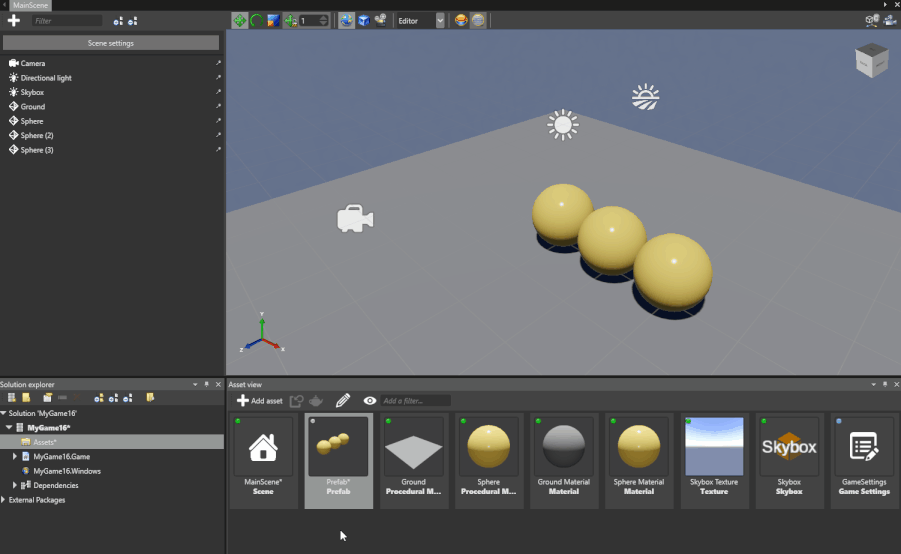 MainScene
Filter
1
Editor
Scene settings
Camera
Directional light
Skybox
Ground
Sphere
Sphere (2)
Sphere (3)
Y
Z
X
Solution explorer
Asset view
Add asset
Add a filter...
Solution 'MyGame16'
MyGame16*
Assets*
MyGame16.Game
MyGame16.Windows
Dependencies
External Packages
MainScene*
Scene
Prefab*
Prefab
Ground
Procedural M...
Sphere
Procedural M...
Ground Material
Material
Sphere Material
Material
Skybox Texture
Texture
Skybox
Skybox
Skybox
GameSettings
Game Settings